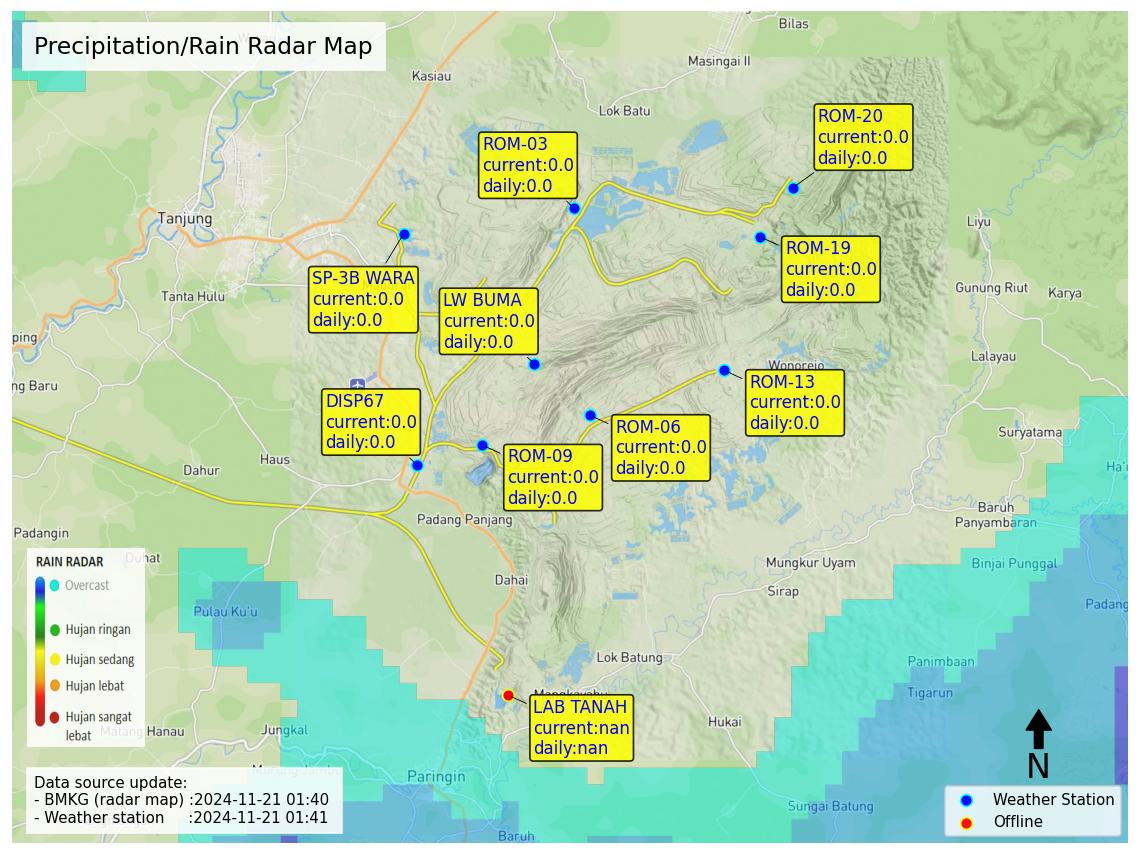 Precipitation/Rain Radar Map
Bilas
Masingai II
Kasiau
Lok Batu
ROM-20
current:0.0
daily:0.0
ROM-03
current:0.0
daily:0.0
Tanjung
Liyu
ROM-19
current:0.0
daily:0.0
SP-3B WARA
current:0.0
daily:0.0
Tanta Hulu
LW BUMA
current:0.0
daily:0.0
Gunung Riut
Karya
ping
Lalayau
Wonorejo
ng Baru
ROM-13
current:0.0
daily:0.0
DISP67
current:0.0
daily:0.0
ROM-06
current:0.0
daily:0.0
Suryatama
ROM-09
current:0.0
daily:0.0
Haus
Dahur
Ha'u
Padang Panjang
Baruh
Panyambaran
Padangin
Duhat
Mungkur Uyam
Binjai Punggal
Dahai
Sirap
Padang
Pulau Ku'u
RAIN RADAR
Overcast
Hujan ringan
Hujan sedang
Hujan lebat
Hujan sangat
lebat
Lok Batung
Panimbaan
Tigarun
LAB TANAH
current:nan
daily:nan
Hukai
Matang Hanau
Jungkal
Paringin
Sungai Batung
Baruh
Data source update:
- BMKG (radar map) :2024-11-21 01:40
- Weather station :2024-11-21 01:41
N
Weather Station
Offline